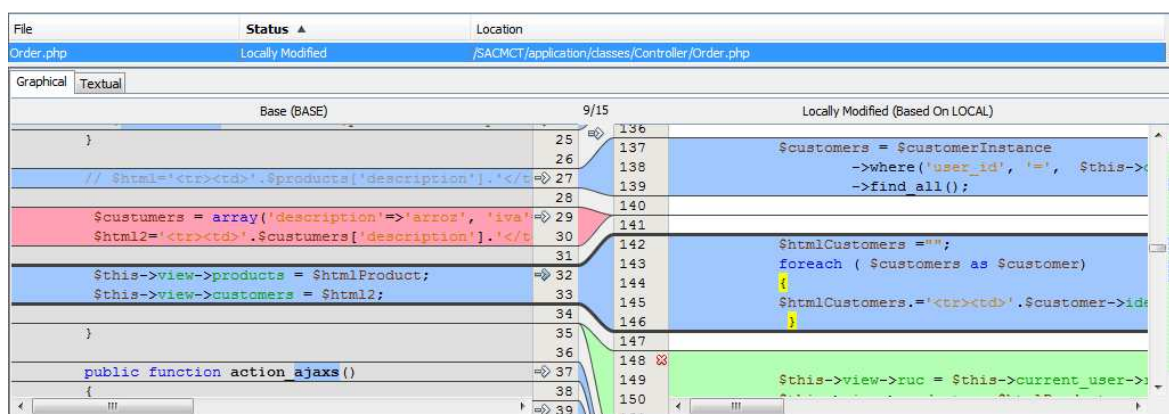 File Status ▲ Location
Order.php Locally Modified /SACMCT/application/classes/Controller/Order.php
Graphical Textual
Base (BASE) 9/15 Locally Modified (Based On LOCAL)
} 25
26
// $html='<tr><td>'.$products['description'].'</t 27
28
$custumers = array('description'=>'arroz', 'iva' 29
$html2='<tr><td>'.$custumers['description'].'</t 30
31
$this->view->products = $htmlProduct; 32
$this->view->customers = $html2; 33
34
} 35
36
public function action_ajaxs() 37
{ 38
39
136
137 $customers = $customerInstance
138 ->where('user_id', '=', $this->
139 ->find_all();
140
141
142 $htmlCustomers ="";
143 foreach ( $customers as $customer)
144 {
145 $htmlCustomers.='<tr><td>'.$customer->ide
146 }
147
148
149 $this->view->ruc = $this->current_user->
150